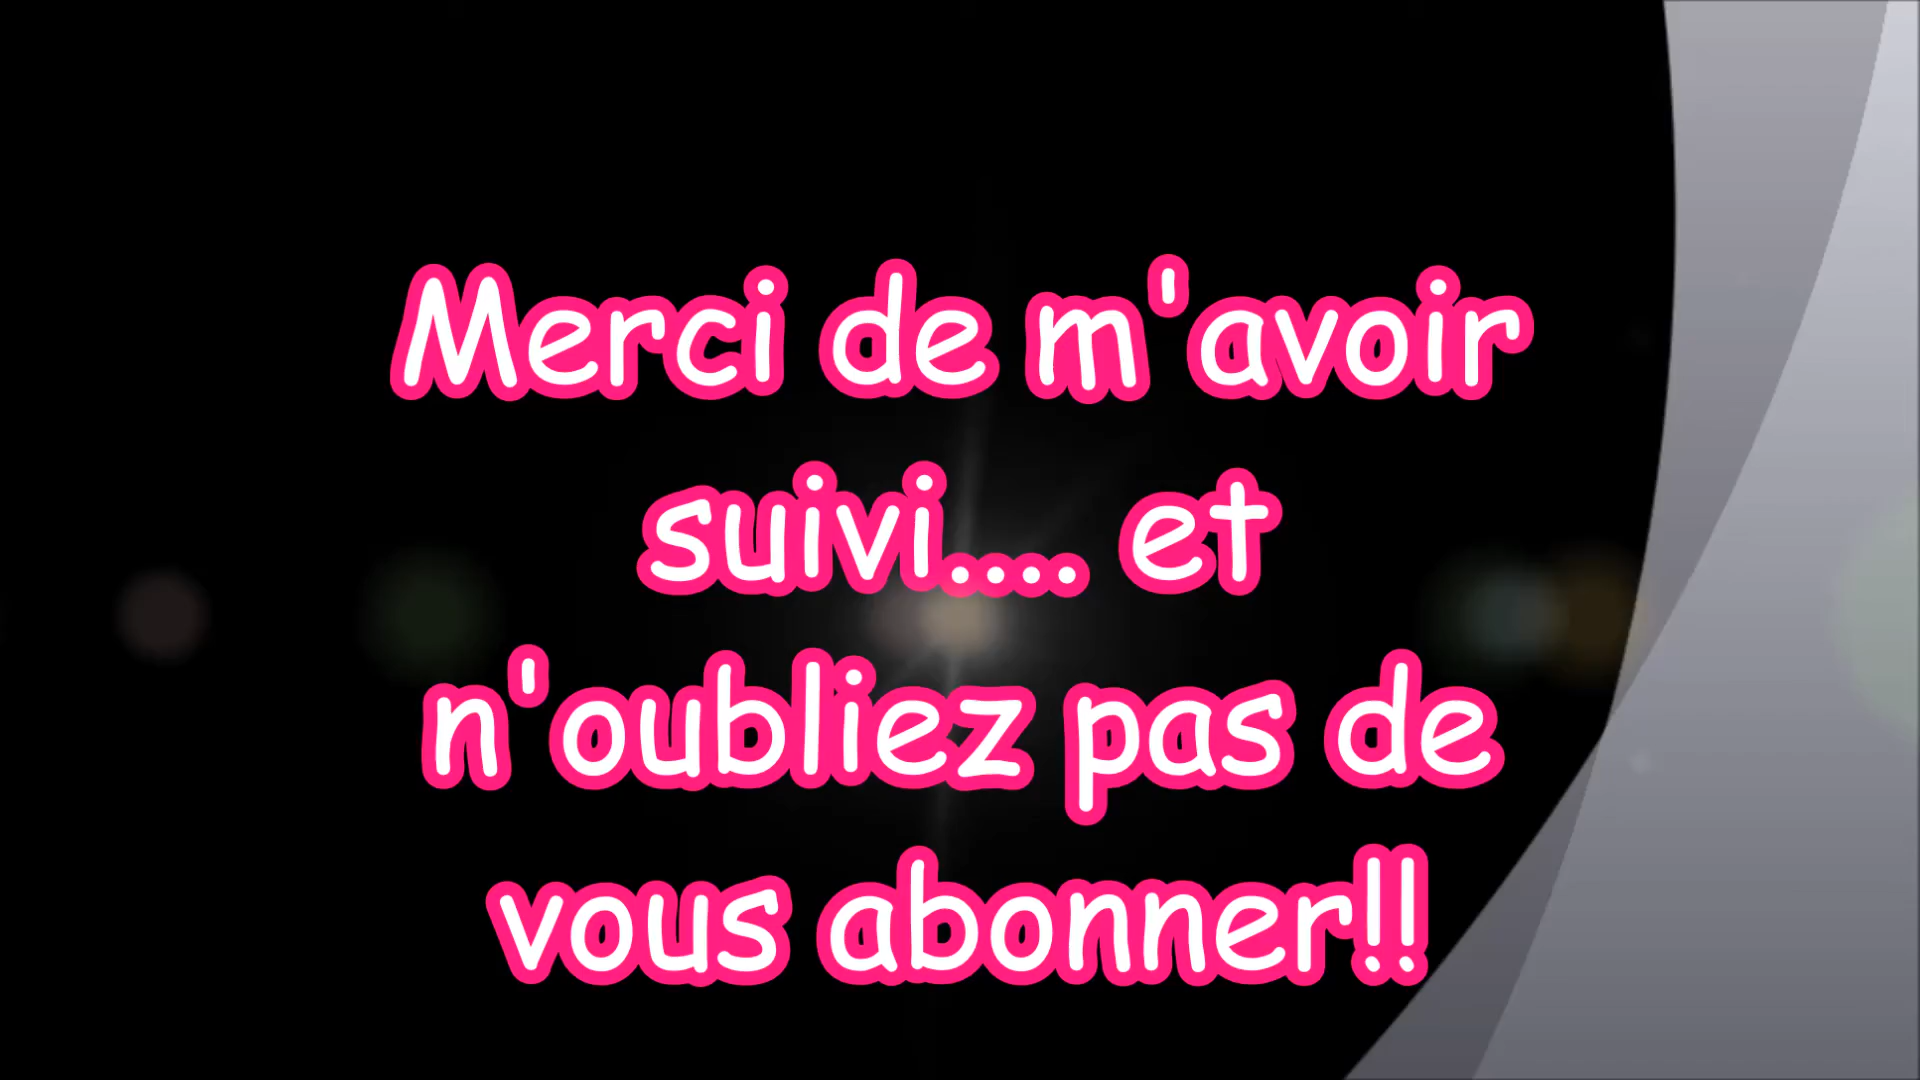 Merci de m'avoir
suivi.... et
n'oubliez pas de
vous abonner!!